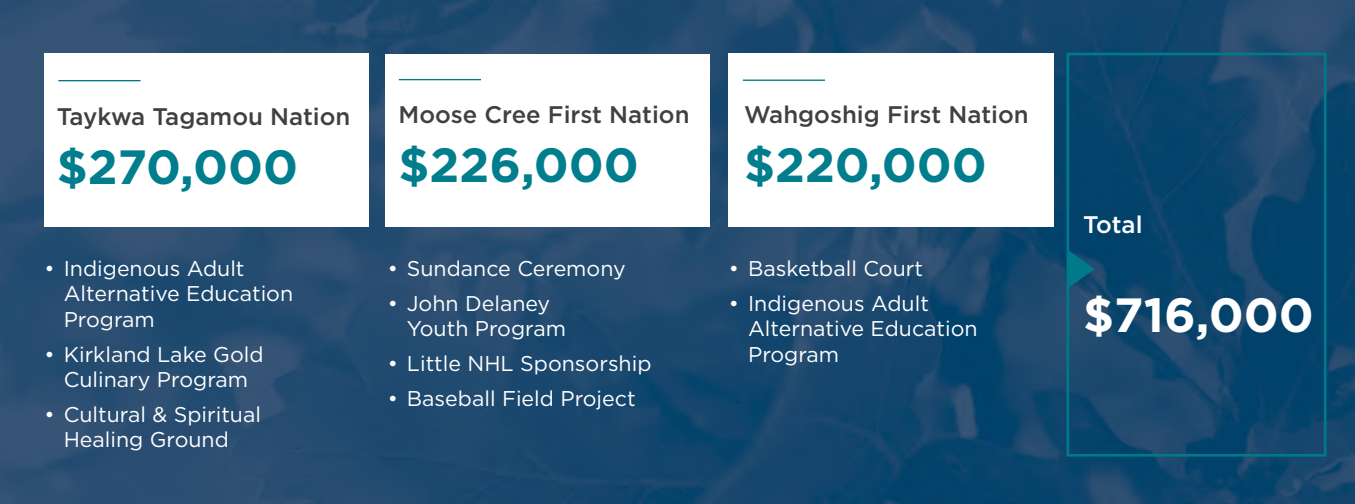 Taykwa Tagamou Nation
$270,000
• Indigenous Adult
Alternative Education
Program
• Kirkland Lake Gold
Culinary Program
• Cultural & Spiritual
Healing Ground
Moose Cree First Nation
$226,000
• Sundance Ceremony
• John Delaney
Youth Program
• Little NHL Sponsorship
• Baseball Field Project
Wahgoshig First Nation
$220,000
• Basketball Court
• Indigenous Adult
Alternative Education
Program
Total
$716,000